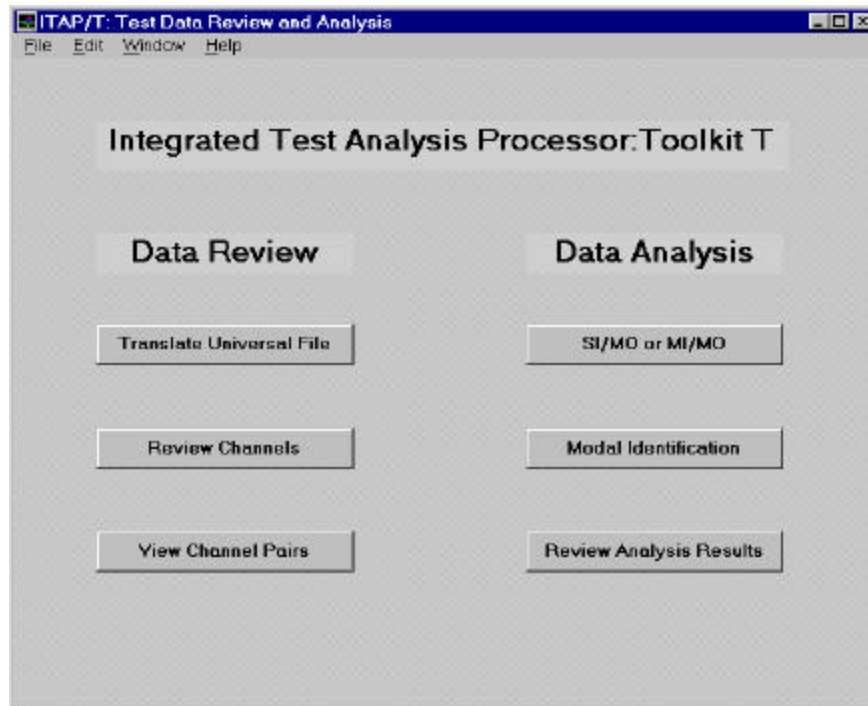 ITAP/T: Test Data Review and Analysis
File Edit Window Help
Integrated Test Analysis Processor:Toolkit T
Data Review
Data Analysis
Translate Universal File
SI/MO or MI/MO
Review Channels
Modal Identification
View Channel Pairs
Review Analysis Results